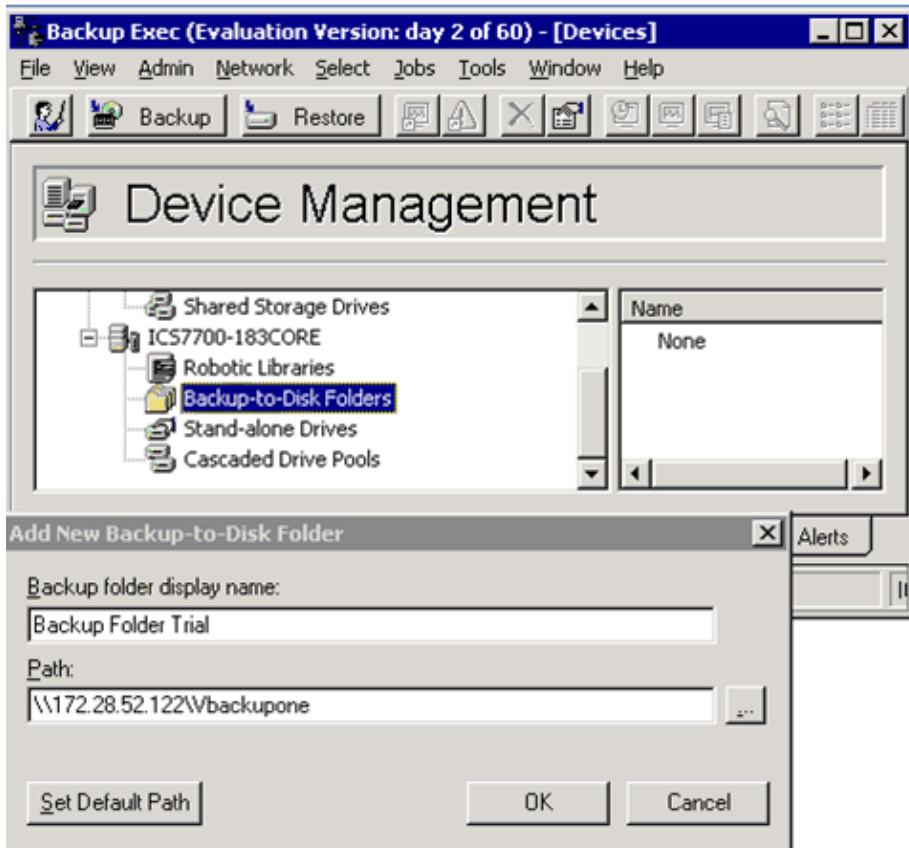 Backup Exec (Evaluation Version: day 2 of 60) - [Devices]
File View Admin Network Select Jobs Tools Window Help
Backup Restore
Device Management
Shared Storage Drives
ICS7700-183CORE
Robotic Libraries
Backup-to-Disk Folders
Stand-alone Drives
Cascaded Drive Pools
Name
None
Alerts
Add New Backup-to-Disk Folder
Backup folder display name:
Backup Folder Trial
Path:
\\172.28.52.122\Vbackupone
...
Set Default Path OK Cancel